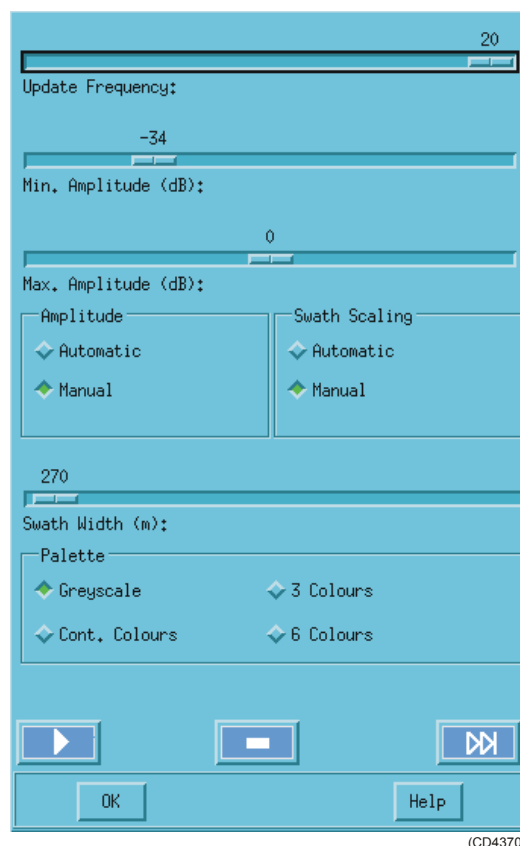 20
Update Frequency:
-34
Min. Amplitude (dB):
0
Max. Amplitude (dB):
Amplitude
Automatic
Manual
Swath Scaling
Automatic
Manual
270
Swath Width (m):
Palette
Greyscale
3 Colours
Cont. Colours
6 Colours
OK
Help
(CD4370